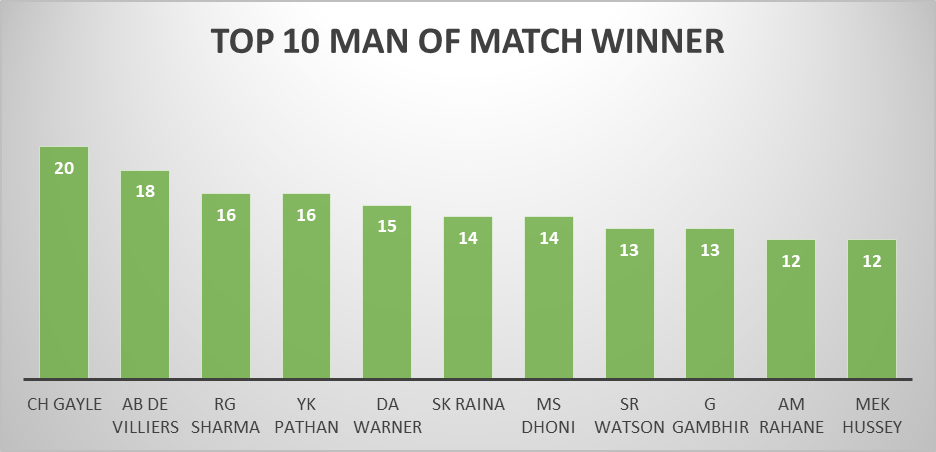 TOP 10 MAN OF MATCH WINNER
20
18
16
16
15
14
14
13
13
12
12
CH GAYLE
AB DE
VILLIERS
RG
SHARMA
YK
PATHAN
DA
WARNER
SK RAINA
MS
DHONI
SR
WATSON
G
GAMBHIR
AM
RAHANE
MEK
HUSSEY